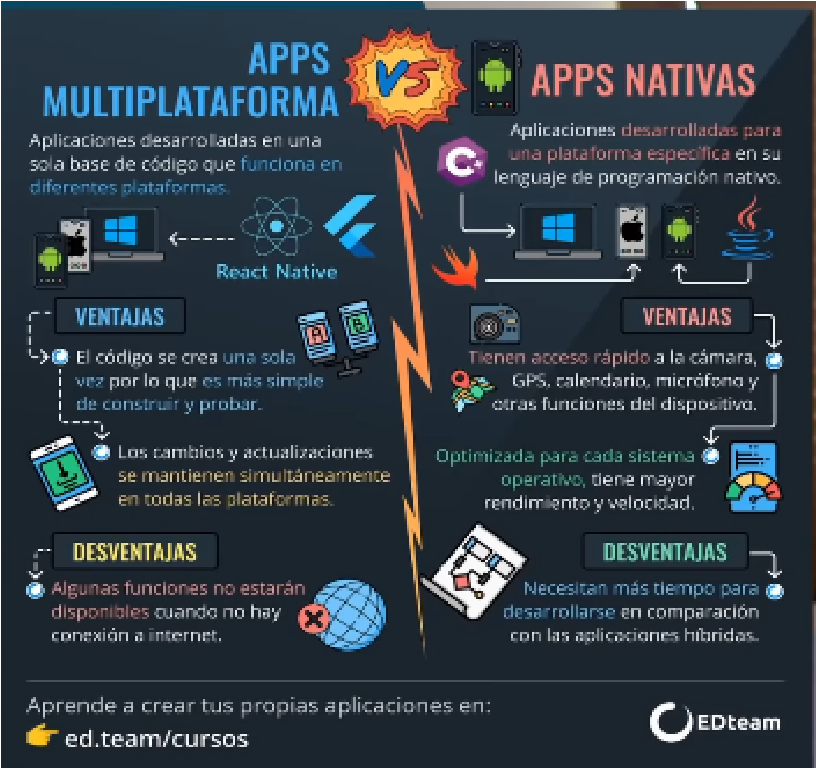 APPS
MULTIPLATAFORMA
Aplicaciones desarrolladas en una
sola base de código que funciona en
diferentes plataformas.
React Native
VENTAJAS
El código se crea una sola
vez por lo que es más simple
de construir y probar.
Los cambios y actualizaciones
se mantienen simultáneamente
en todas las plataformas.
DESVENTAJAS
Algunas funciones no estarán
disponibles cuando no hay
conexión a internet.
VS
APPS NATIVAS
Aplicaciones desarrolladas para
una plataforma específica en su
lenguaje de programación nativo.
C++
VENTAJAS
Tienen acceso rápido a la cámara,
GPS, calendario, micrófono y
otras funciones del dispositivo.
Optimizada para cada sistema
operativo, tiene mayor
rendimiento y velocidad.
DESVENTAJAS
Necesitan más tiempo para
desarrollarse en comparación
con las aplicaciones híbridas.
Aprende a crear tus propias aplicaciones en:
ed.team/cursos
EDteam